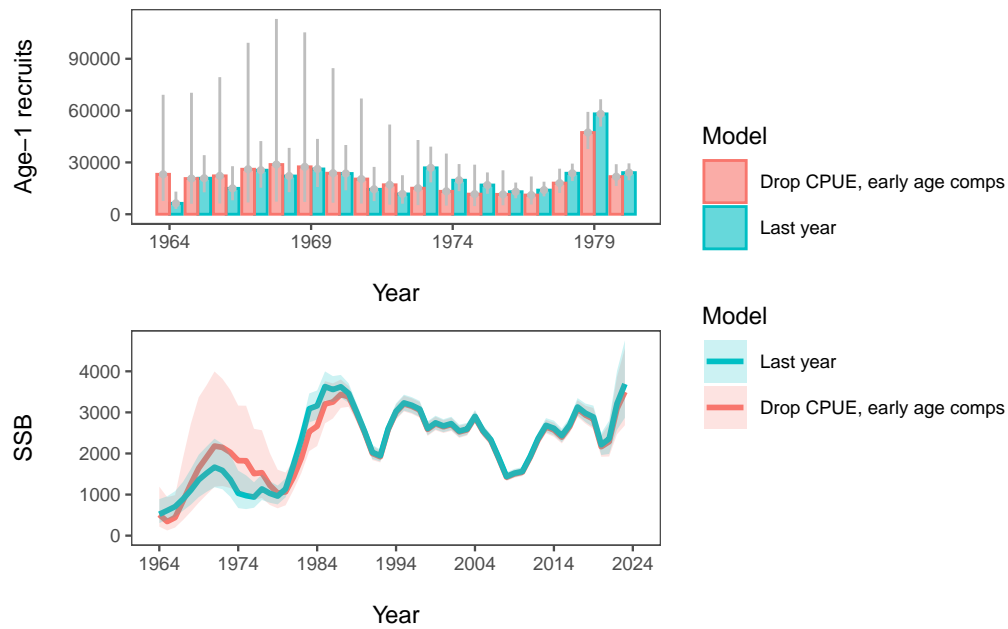 Age–1 recruits
90000
60000
30000
0
1964
1969
1974
1979
Year
Model
Drop CPUE, early age comps
Last year
SSB
4000
3000
2000
1000
0
1964
1974
1984
1994
2004
2014
2024
Year
Model
Last year
Drop CPUE, early age comps